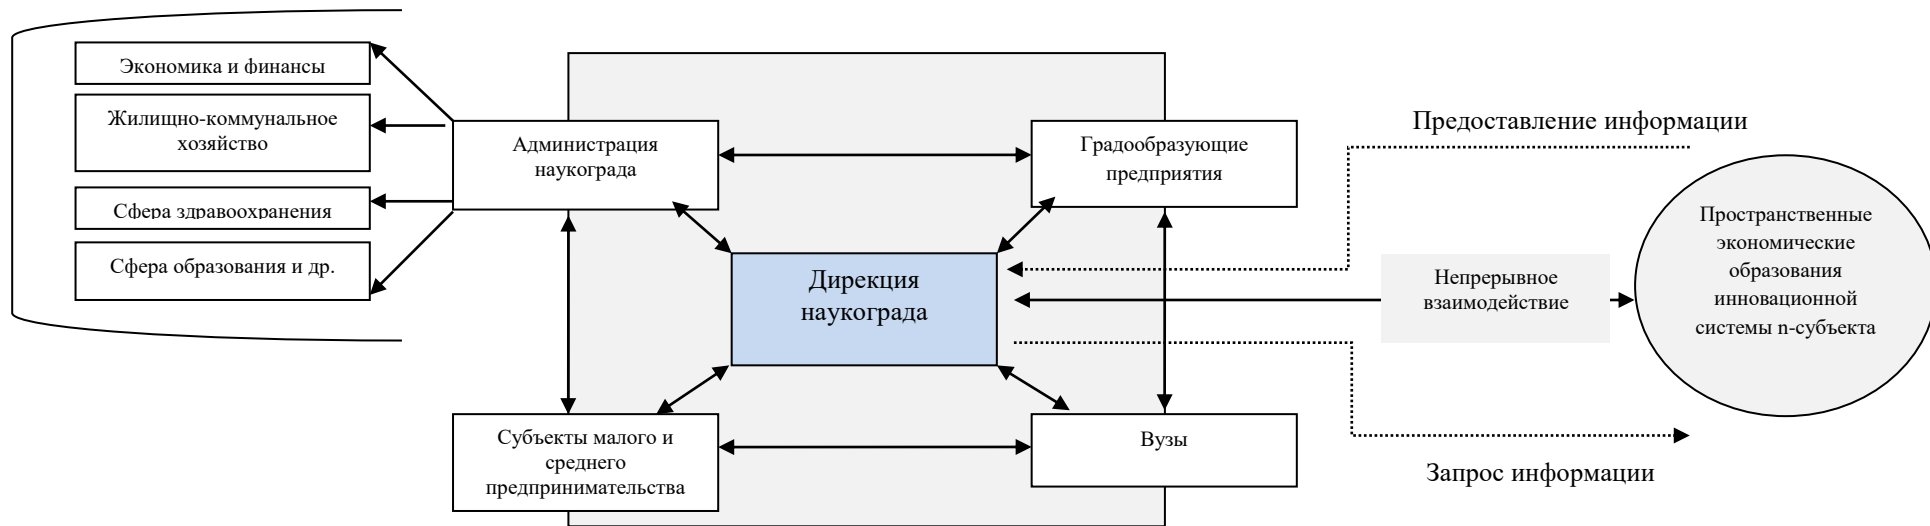 Экономика и финансы
Жилищно-коммунальное
хозяйство
Сфера здравоохранения
Сфера образования и др.
Администрация
наукограда
Градообразующие
предприятия
Дирекция
наукограда
Субъекты малого и
среднего
предпринимательства
Вузы
Предоставление информации
Непрерывное
взаимодействие
Запрос информации
Пространственные
экономические
образования
инновационной
системы n-субъекта